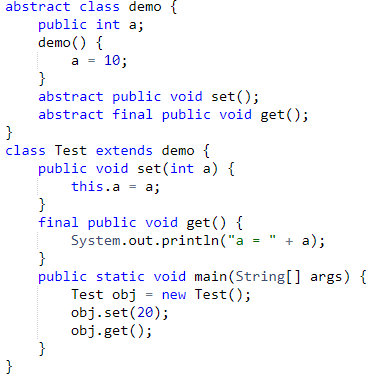 abstract class demo {
    public int a;
    demo() {
        a = 10;
    }
    abstract public void set();
    abstract final public void get();
}
class Test extends demo {
    public void set(int a) {
        this.a = a;
    }
    final public void get() {
        System.out.println("a = " + a);
    }
    public static void main(String[] args) {
        Test obj = new Test();
        obj.set(20);
        obj.get();
    }
}